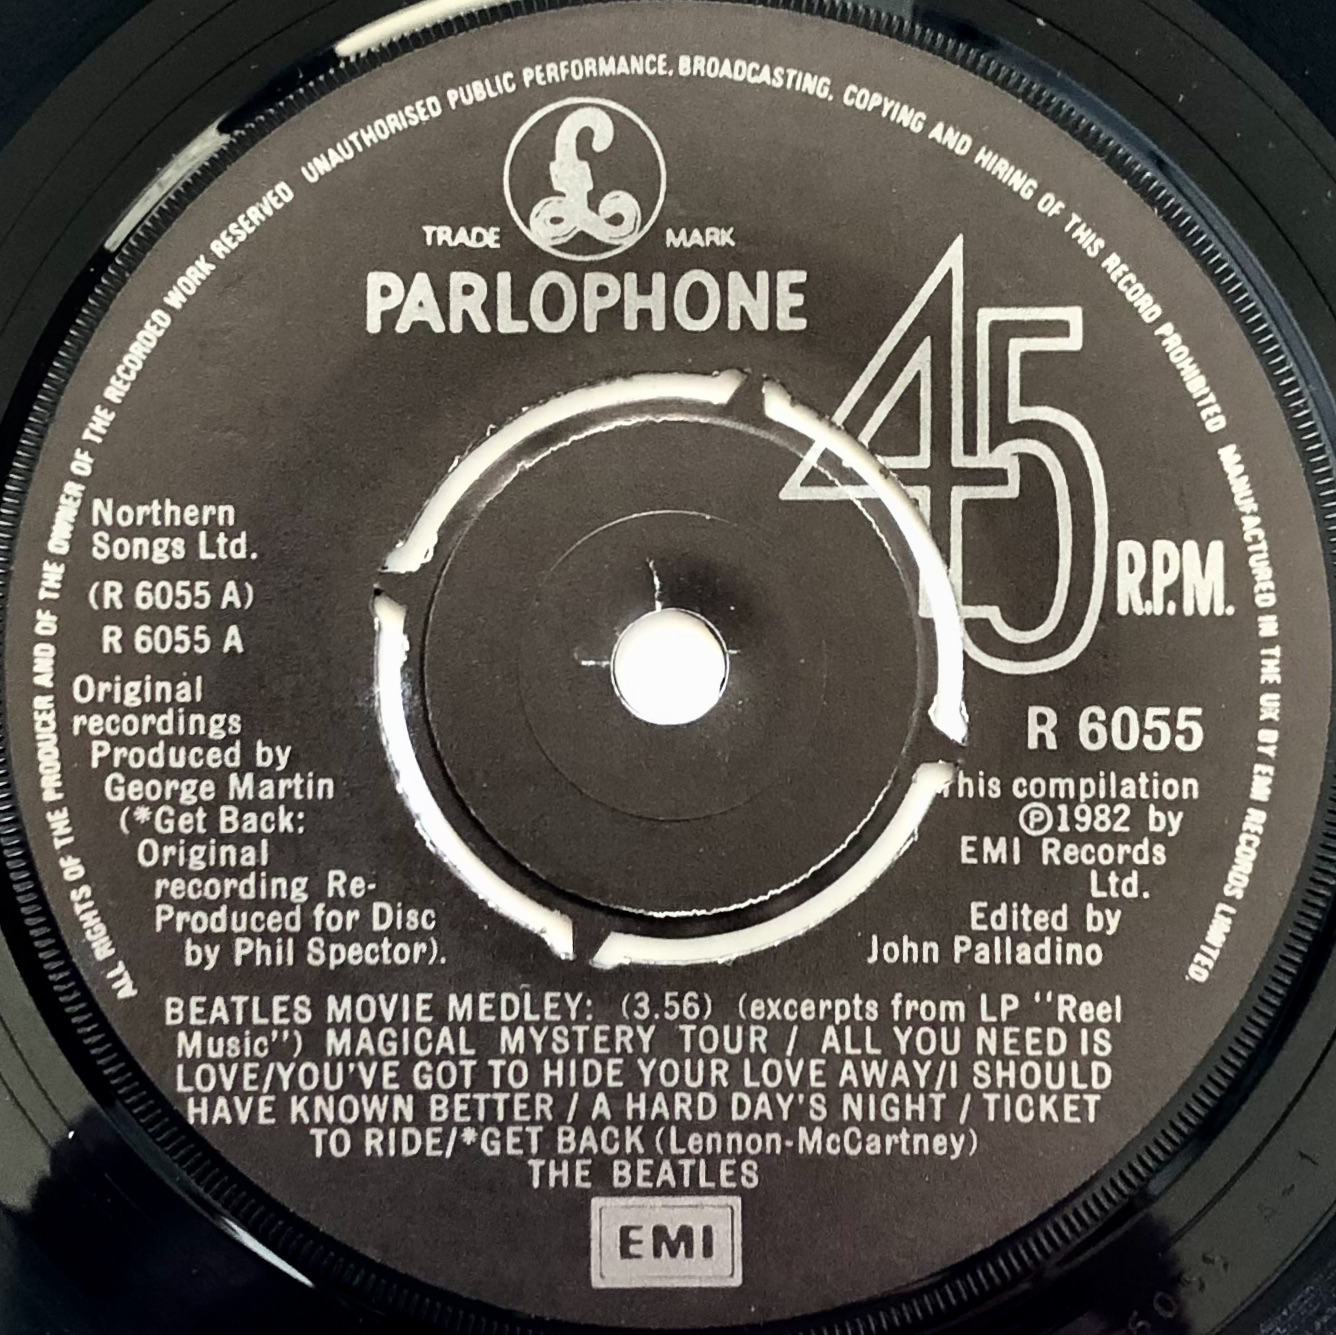 ALL RIGHTS OF THE PRODUCER AND OF THE OWNER OF THE RECORDED WORK RESERVED UNAUTHORISED PUBLIC PERFORMANCE, BROADCASTING, COPYING AND HIRING OF THIS RECORD PROHIBITED MANUFACTURED IN THE UK BY EMI RECORDS LIMITED.
£
TRADE MARK
PARLOPHONE
45 R.P.M.
Northern
Songs Ltd.
(R 6055 A)
R 6055 A
Original
recordings
Produced by
George Martin
(*Get Back:
Original
recording Re-
Produced for Disc
by Phil Spector).
R 6055
This compilation
Ⓟ1982 by
EMI Records
Ltd.
Edited by
John Palladino
BEATLES MOVIE MEDLEY: (3.56) (excerpts from LP "Reel
Music") MAGICAL MYSTERY TOUR / ALL YOU NEED IS
LOVE/YOU'VE GOT TO HIDE YOUR LOVE AWAY/I SHOULD
HAVE KNOWN BETTER / A HARD DAY'S NIGHT / TICKET
TO RIDE/*GET BACK (Lennon-McCartney)
THE BEATLES
EMI